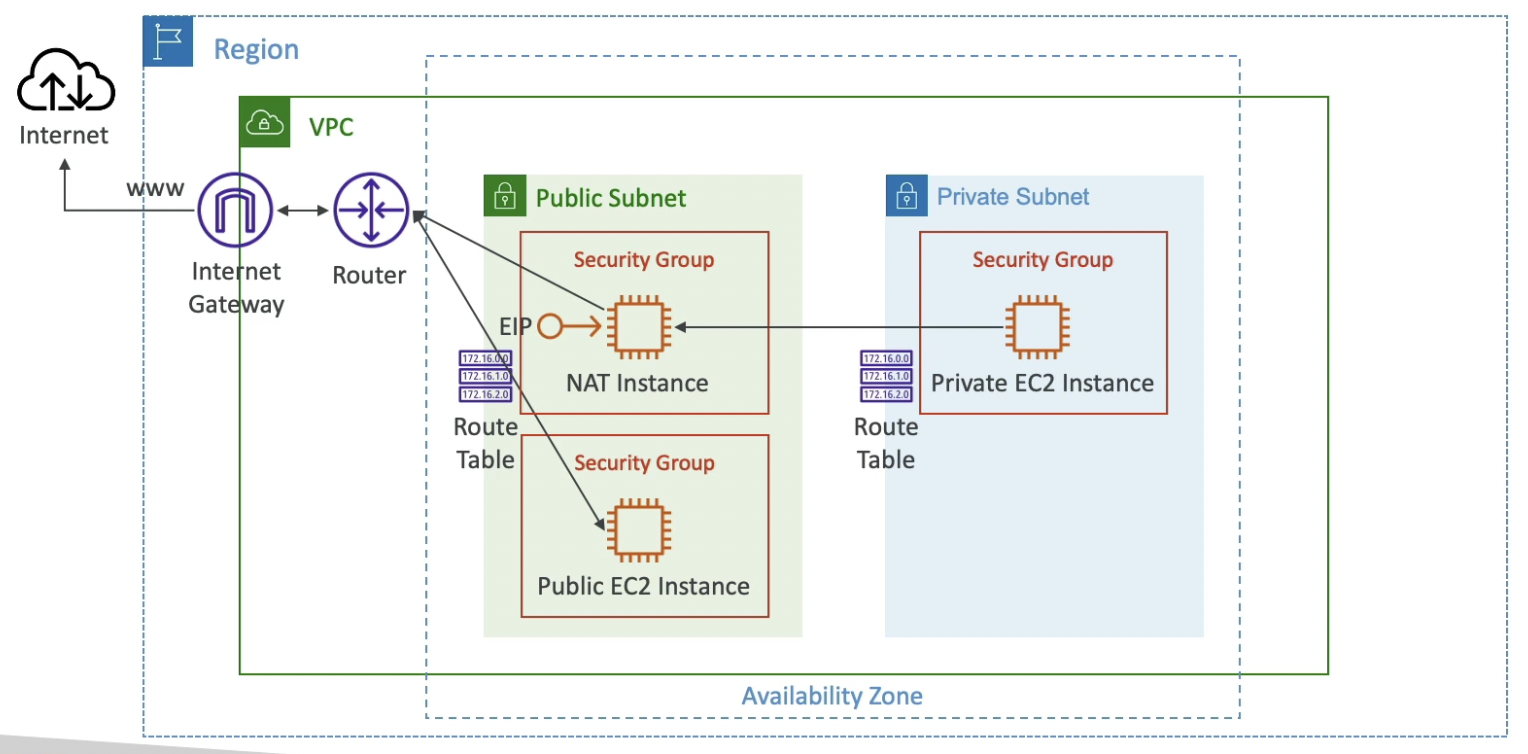 Region
Internet
VPC
www
Internet
Gateway
Router
Public Subnet
Security Group
EIP
NAT Instance
172.16.0.0
172.16.1.0
172.16.2.0
Route
Table
Security Group
Public EC2 Instance
Private Subnet
Security Group
Private EC2 Instance
172.16.0.0
172.16.1.0
172.16.2.0
Route
Table
Availability Zone